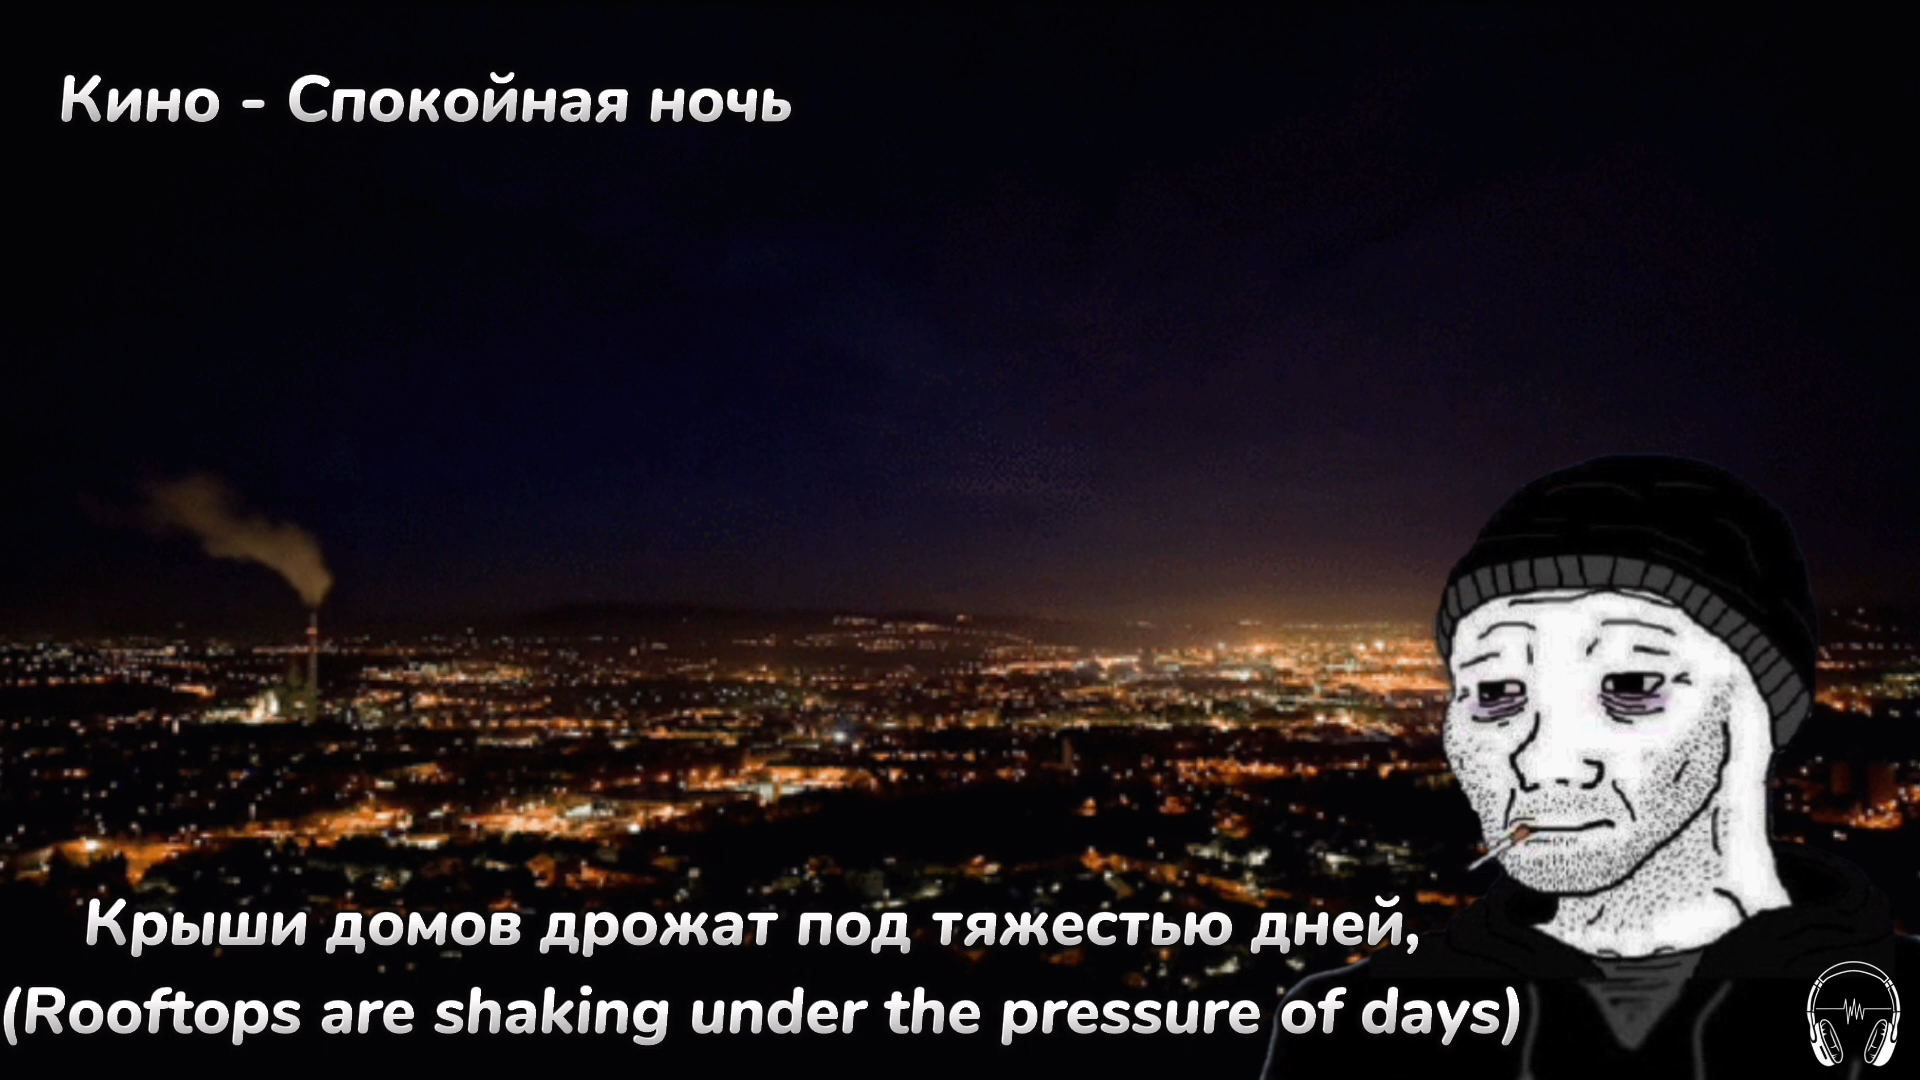 Кино - Спокойная ночь
Крыши домов дрожат под тяжестью дней,
(Rooftops are shaking under the pressure of days)